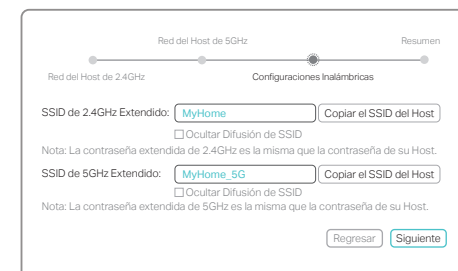 Red del Host de 5GHz Resumen
Red del Host de 2.4GHz Configuraciones Inalámbricas
SSID de 2.4GHz Extendido: MyHome Copiar el SSID del Host
Ocultar Difusión de SSID
Nota: La contraseña extendida de 2.4GHz es la misma que la contraseña de su Host.
SSID de 5GHz Extendido: MyHome_5G Copiar el SSID del Host
Ocultar Difusión de SSID
Nota: La contraseña extendida de 5GHz es la misma que la contraseña de su Host.
Regresar Siguiente